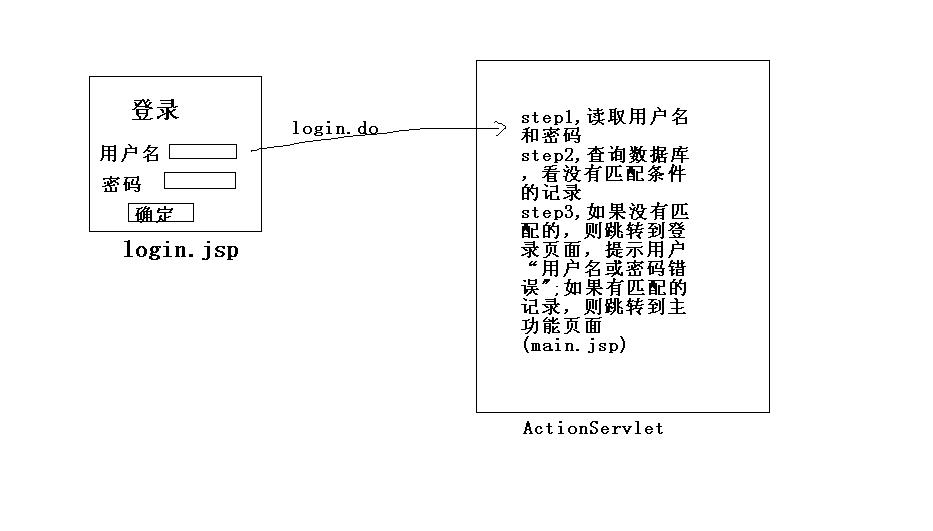 登录
用户名
密码
确定
login.jsp
login.do
step1,读取用户名
和密码
step2,查询数据库
，看没有匹配条件
的记录
step3,如果没有匹
配的，则跳转到登
录页面，提示用户
“用户名或密码错
误";如果有匹配的
记录，则跳转到主
功能页面
(main.jsp)
ActionServlet